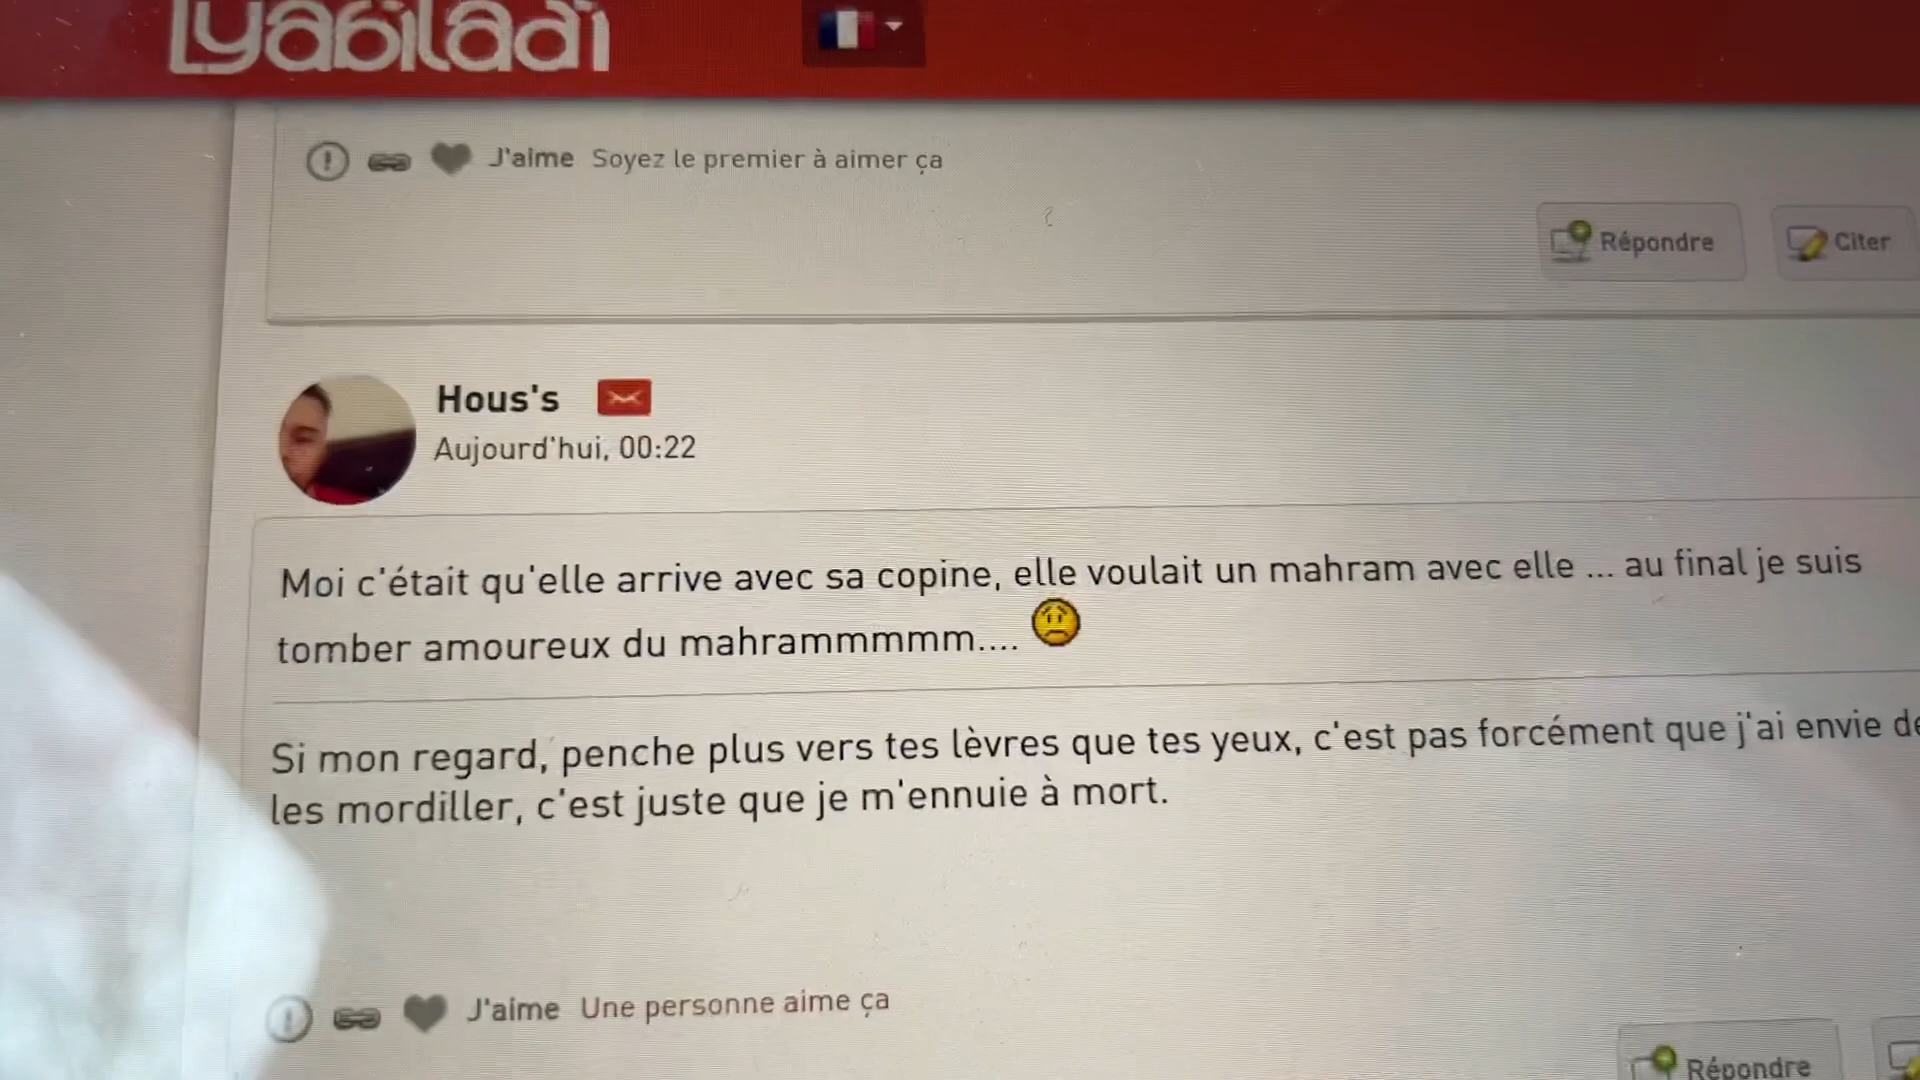 yabiladi
J'aime Soyez le premier à aimer ça
Répondre Citer
Hous's
Aujourd'hui, 00:22
Moi c'était qu'elle arrive avec sa copine, elle voulait un mahram avec elle ... au final je suis
tomber amoureux du mahrammmmm....
Si mon regard, penche plus vers tes lèvres que tes yeux, c'est pas forcément que j'ai envie de
les mordiller, c'est juste que je m'ennuie à mort.
J'aime Une personne aime ça
Répondre